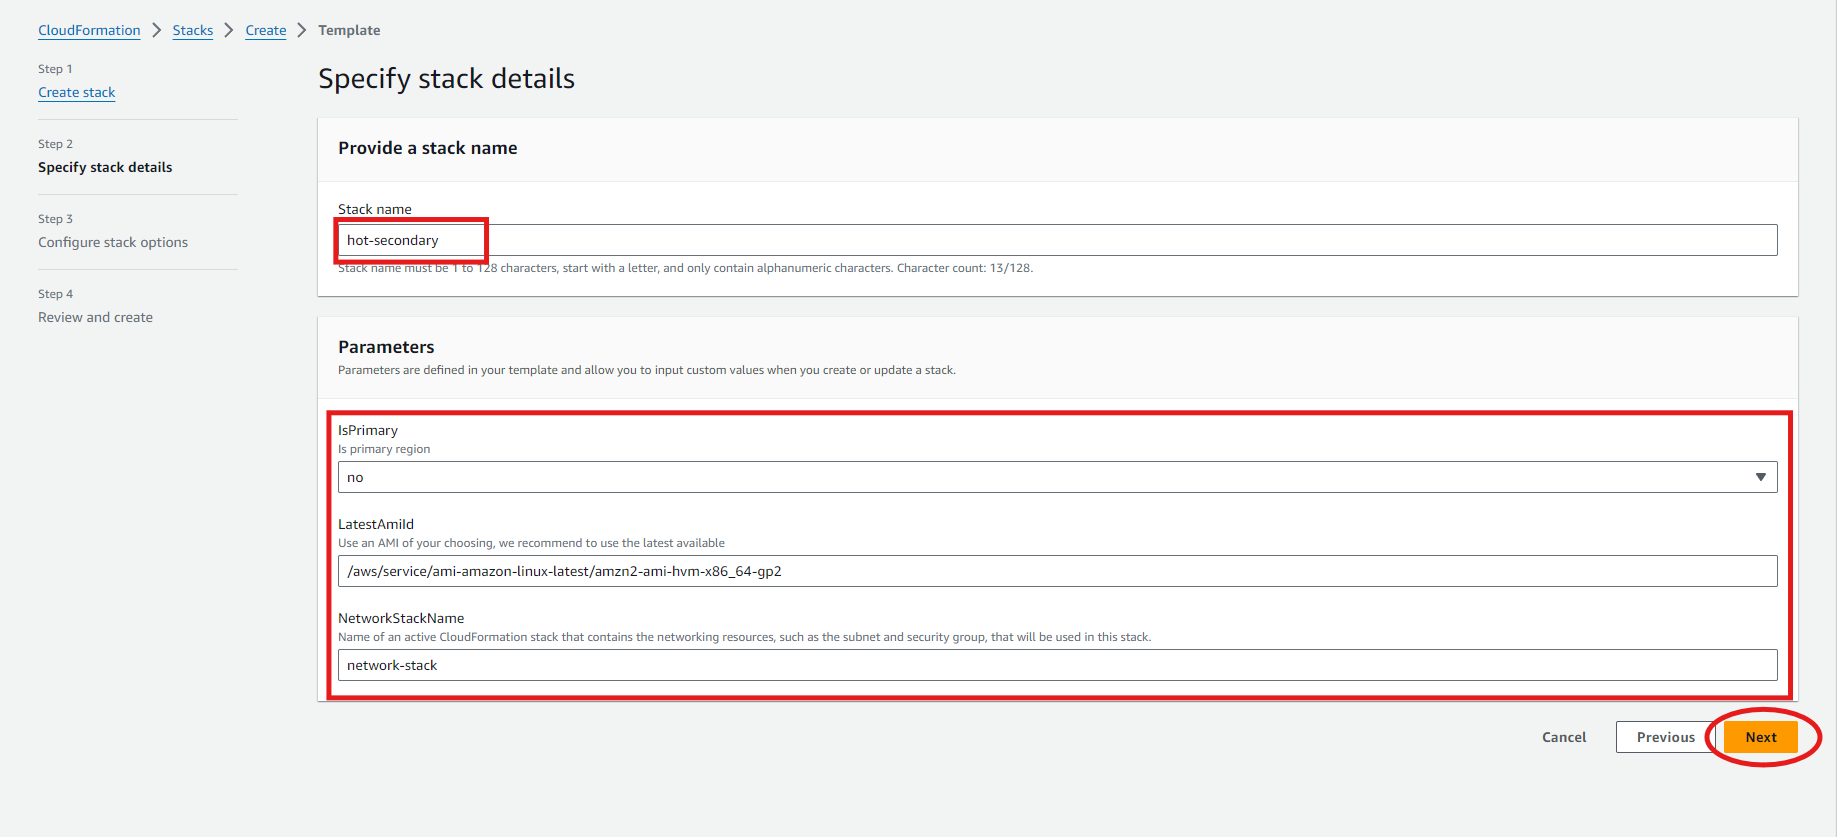 CloudFormation > Stacks > Create > Template
Step 1
Create stack
Step 2
Specify stack details
Step 3
Configure stack options
Step 4
Review and create
Specify stack details
Provide a stack name
Stack name
hot-secondary
Stack name must be 1 to 128 characters, start with a letter, and only contain alphanumeric characters. Character count: 13/128.
Parameters
Parameters are defined in your template and allow you to input custom values when you create or update a stack.
IsPrimary
Is primary region
no
LatestAmiId
Use an AMI of your choosing, we recommend to use the latest available
/aws/service/ami-amazon-linux-latest/amzn2-ami-hvm-x86_64-gp2
NetworkStackName
Name of an active CloudFormation stack that contains the networking resources, such as the subnet and security group, that will be used in this stack.
network-stack
Cancel Previous Next